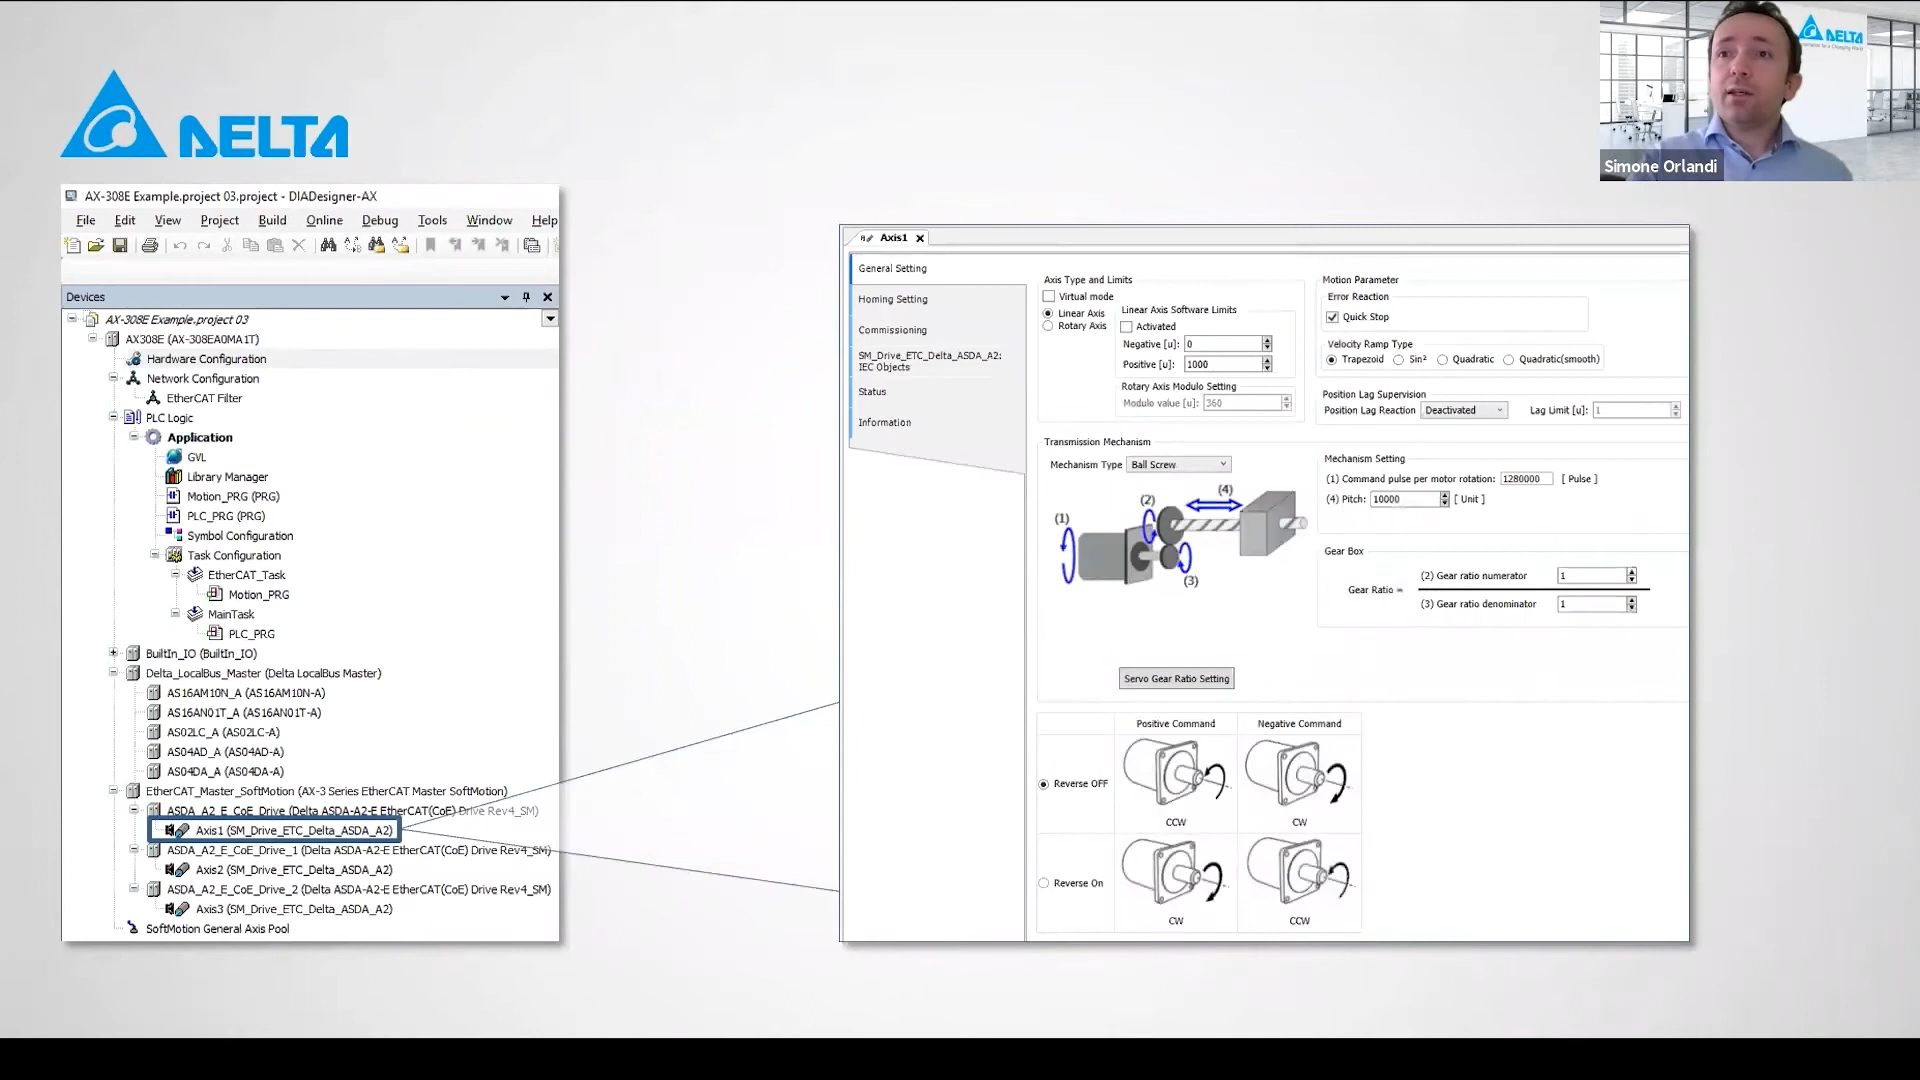 DELTA
Simone Orlandi
DELTA
AX-308E Example.project 03.project - DIADesigner-AX
File Edit View Project Build Online Debug Tools Window Help
Devices
AX-308E Example.project 03
AX308E (AX-308EA0MA1T)
Hardware Configuration
Network Configuration
EtherCAT Filter
PLC Logic
Application
GVL
Library Manager
Motion_PRG (PRG)
PLC_PRG (PRG)
Symbol Configuration
Task Configuration
EtherCAT_Task
Motion_PRG
MainTask
PLC_PRG
BuiltIn_IO (BuiltIn_IO)
Delta_LocalBus_Master (Delta LocalBus Master)
AS16AM10N_A (AS16AM10N-A)
AS16AN01T_A (AS16AN01T-A)
AS02LC_A (AS02LC-A)
AS04AD_A (AS04AD-A)
AS04DA_A (AS04DA-A)
EtherCAT_Master_SoftMotion (AX-3 Series EtherCAT Master SoftMotion)
ASDA_A2_E_CoE_Drive (Delta ASDA-A2-E EtherCAT(CoE) Drive Rev4_SM)
Axis1 (SM_Drive_ETC_Delta_ASDA_A2)
ASDA_A2_E_CoE_Drive_1 (Delta ASDA-A2-E EtherCAT(CoE) Drive Rev4_SM)
Axis2 (SM_Drive_ETC_Delta_ASDA_A2)
ASDA_A2_E_CoE_Drive_2 (Delta ASDA-A2-E EtherCAT(CoE) Drive Rev4_SM)
Axis3 (SM_Drive_ETC_Delta_ASDA_A2)
SoftMotion General Axis Pool
Axis1
General Setting
Homing Setting
Commissioning
SM_Drive_ETC_Delta_ASDA_A2:
IEC Objects
Status
Information
Axis Type and Limits
Virtual mode
Linear Axis
Rotary Axis
Linear Axis Software Limits
Activated
Negative [u]: 0
Positive [u]: 1000
Rotary Axis Modulo Setting
Modulo value [u]: 360
Motion Parameter
Error Reaction
Quick Stop
Velocity Ramp Type
Trapezoid Sin² Quadratic Quadratic(smooth)
Position Lag Supervision
Position Lag Reaction Deactivated Lag Limit [u]: 1
Transmission Mechanism
Mechanism Type Ball Screw
(1)
(2)
(4)
(3)
Mechanism Setting
(1) Command pulse per motor rotation: 1280000 [ Pulse ]
(4) Pitch: 10000 [ Unit ]
Gear Box
Gear Ratio =
(2) Gear ratio numerator 1
(3) Gear ratio denominator 1
Servo Gear Ratio Setting
Positive Command Negative Command
Reverse OFF
CCW CW
Reverse On
CW CCW